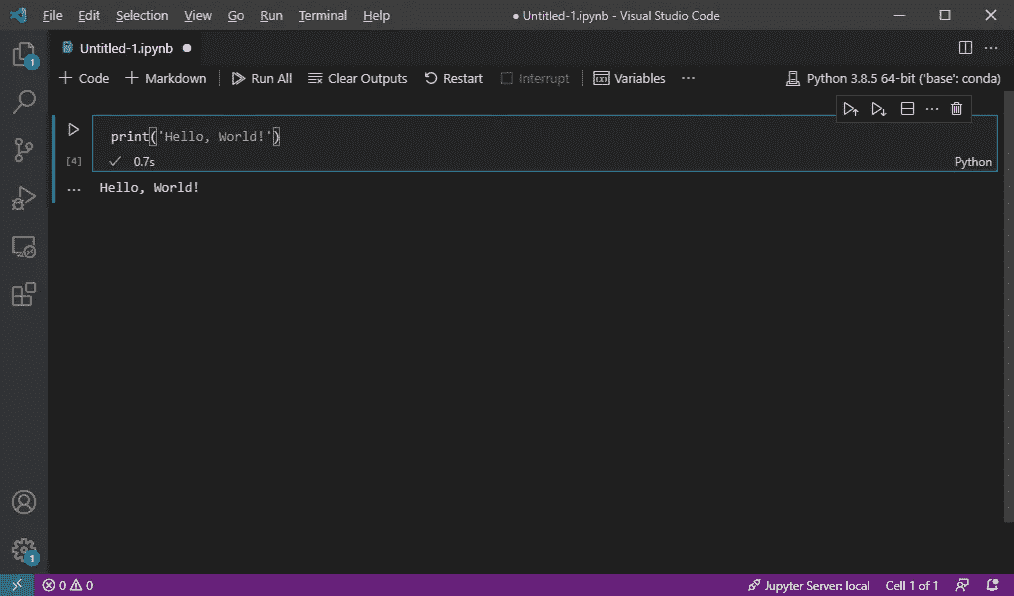 File Edit Selection View Go Run Terminal Help ● Untitled-1.ipynb - Visual Studio Code
1
Untitled-1.ipynb ●
+ Code + Markdown Run All Clear Outputs Restart Interrupt Variables ··· Python 3.8.5 64-bit ('base': conda)
print('Hello, World!')
[4] ✓ 0.7s Python
Hello, World!
1
0 0 Jupyter Server: local Cell 1 of 1